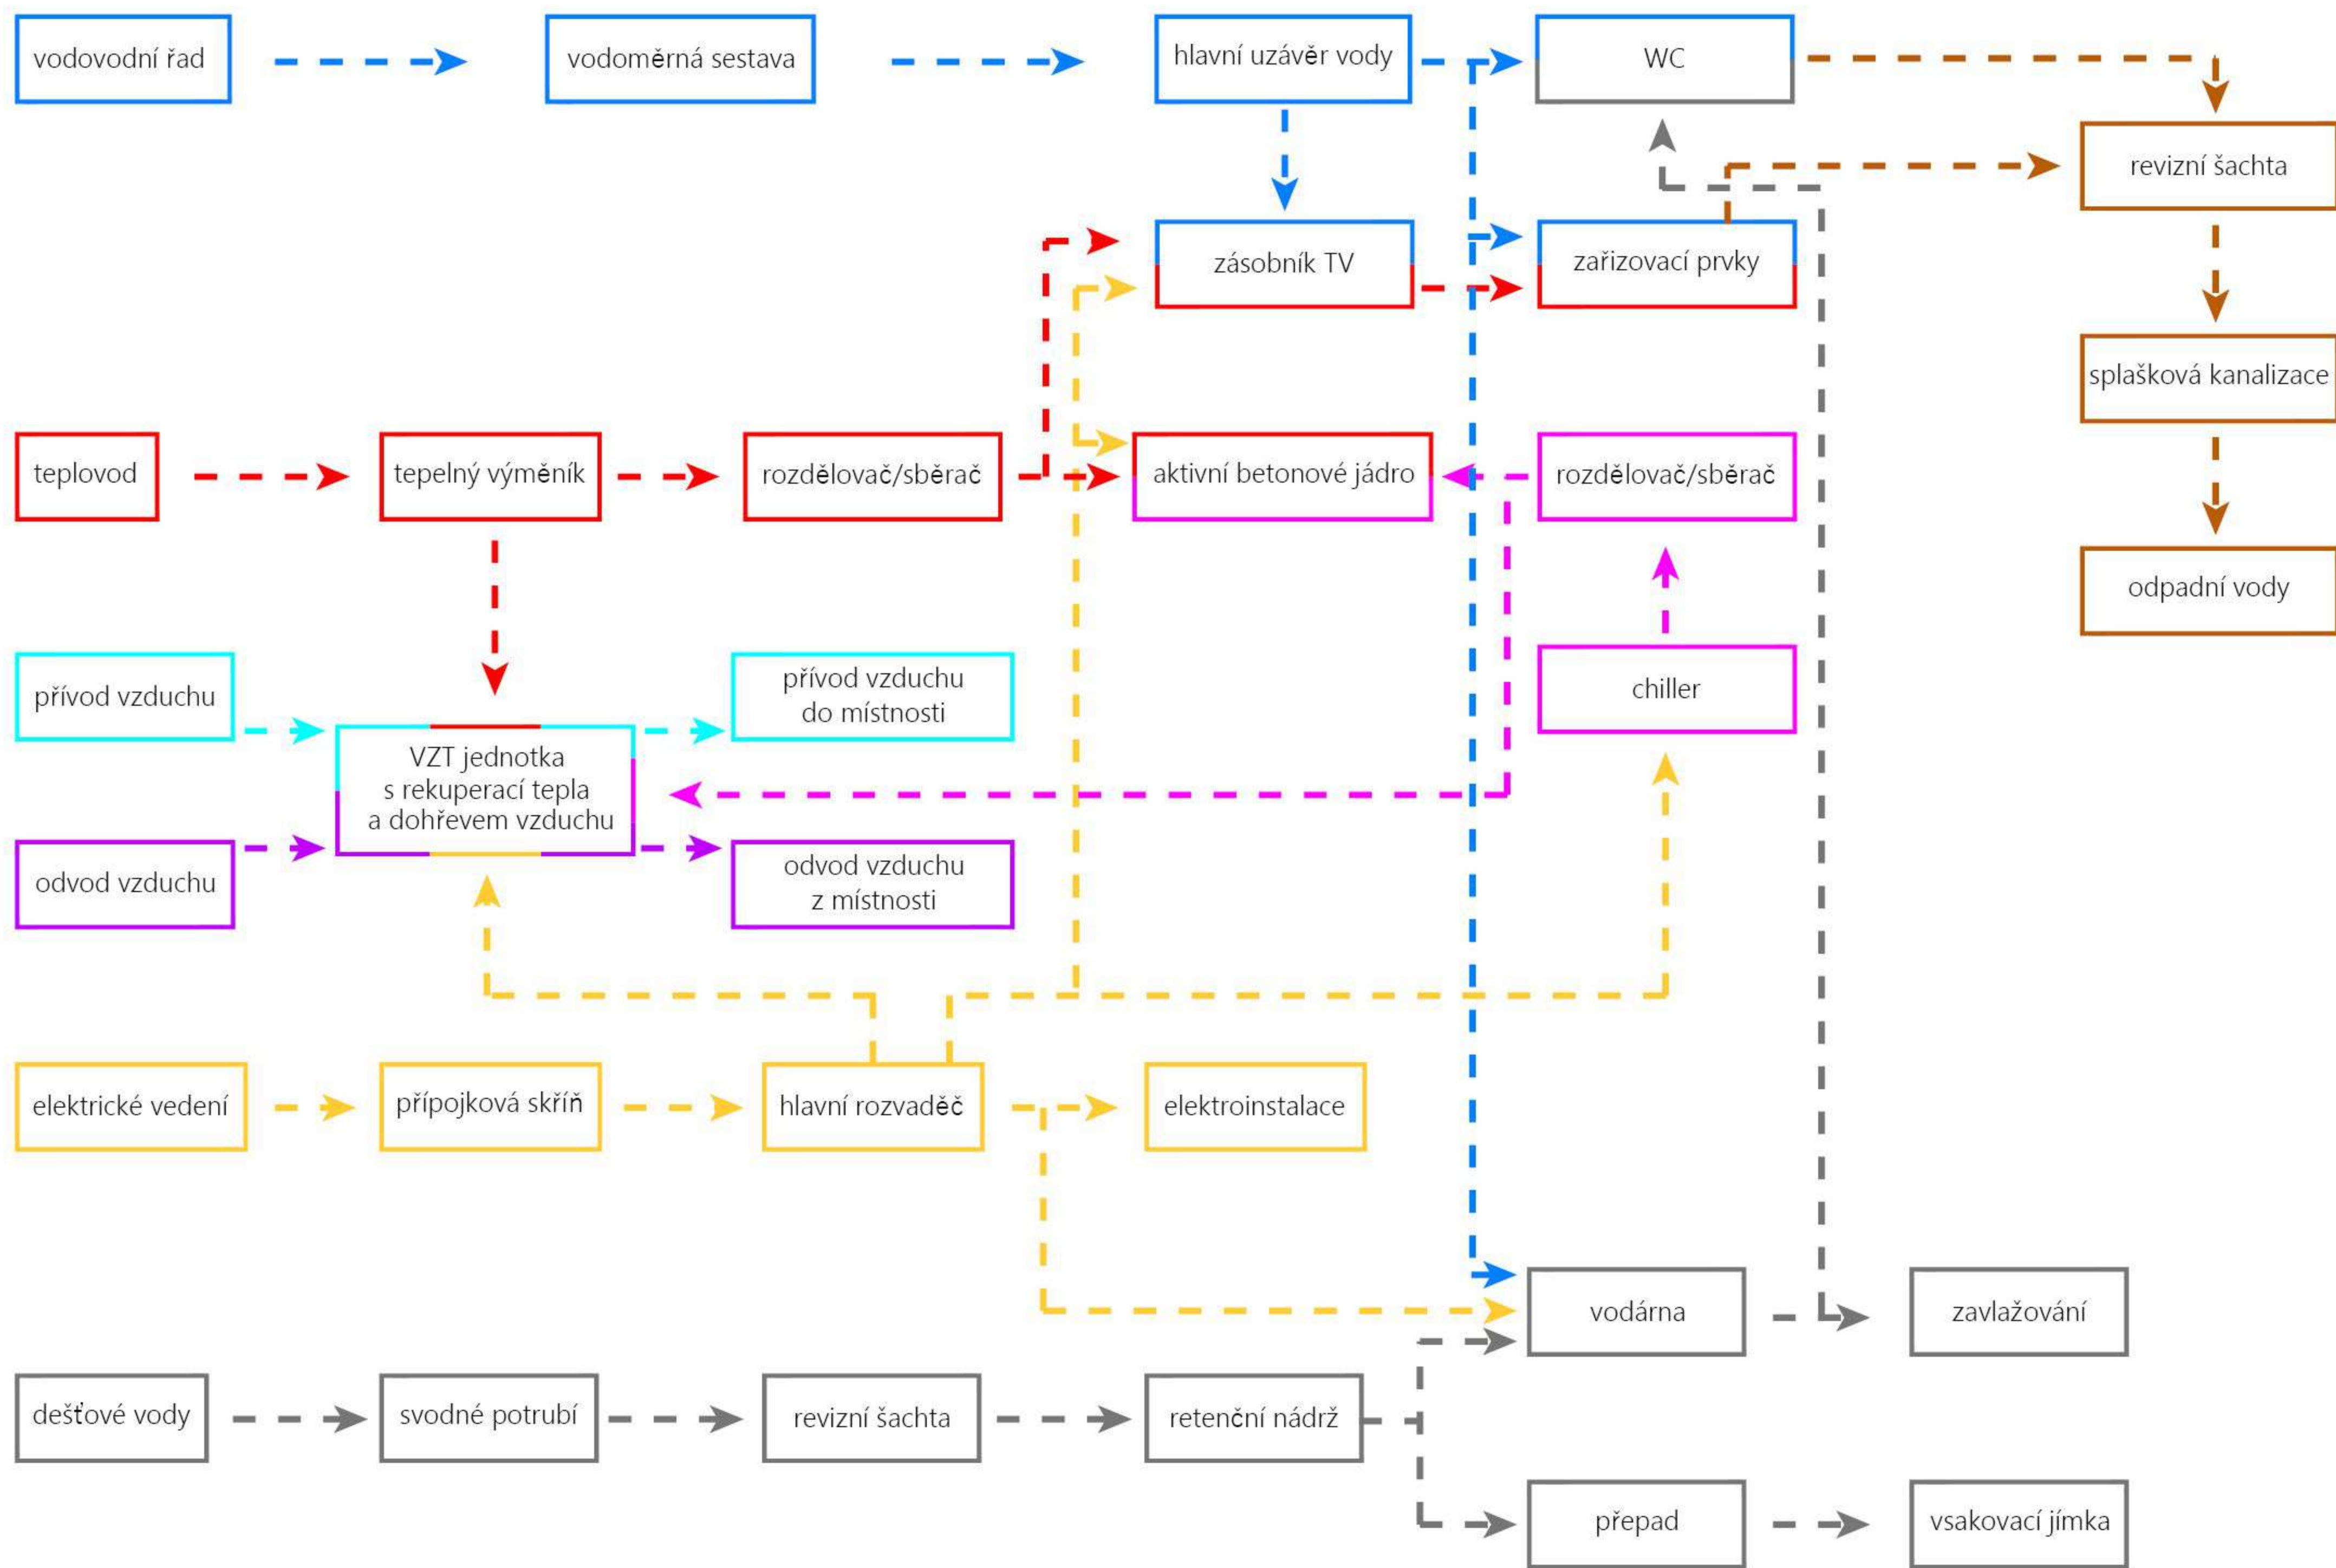 vodovodní řad
vodoměrná sestava
hlavní uzávěr vody
WC
revizní šachta
zásobník TV
zařizovací prvky
splašková kanalizace
teplovod
tepelný výměník
rozdělovač/sběrač
aktivní betonové jádro
rozdělovač/sběrač
odpadní vody
přívod vzduchu
přívod vzduchu
do místnosti
chiller
VZT jednotka
s rekuperací tepla
a dohřevem vzduchu
odvod vzduchu
odvod vzduchu
z místnosti
elektrické vedení
přípojková skříň
hlavní rozvaděč
elektroinstalace
vodárna
zavlažování
dešťové vody
svodné potrubí
revizní šachta
retenční nádrž
přepad
vsakovací jímka